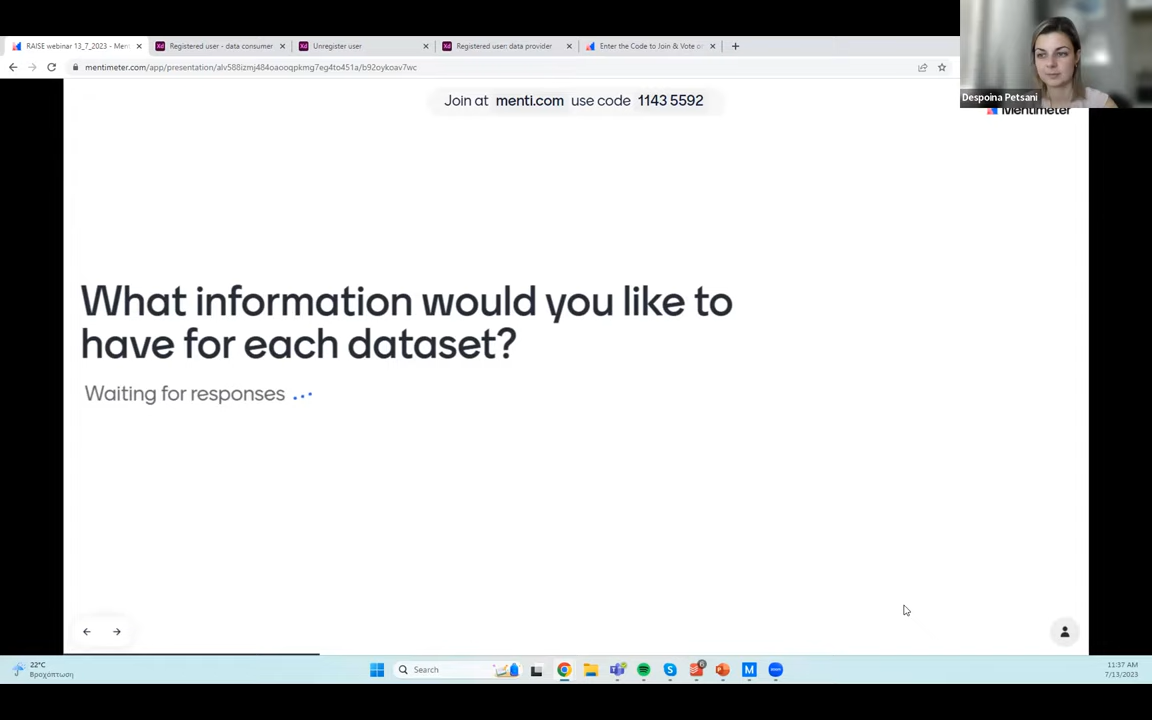 RAISE webinar 13_7_2023 - Men
Registered user - data consumer
Unregister user
Registered user: data provider
Enter the Code to Join & Vote o
mentimeter.com/app/presentation/alv588izmj484oaooqpkmg7eg4to451a/b92oykoav7wc
Despoina Petsani
Join at menti.com use code 1143 5592
Mentimeter
What information would you like to
have for each dataset?
Waiting for responses
22°C
Βροχόπτωση
Search
6
11:37 AM
7/13/2023